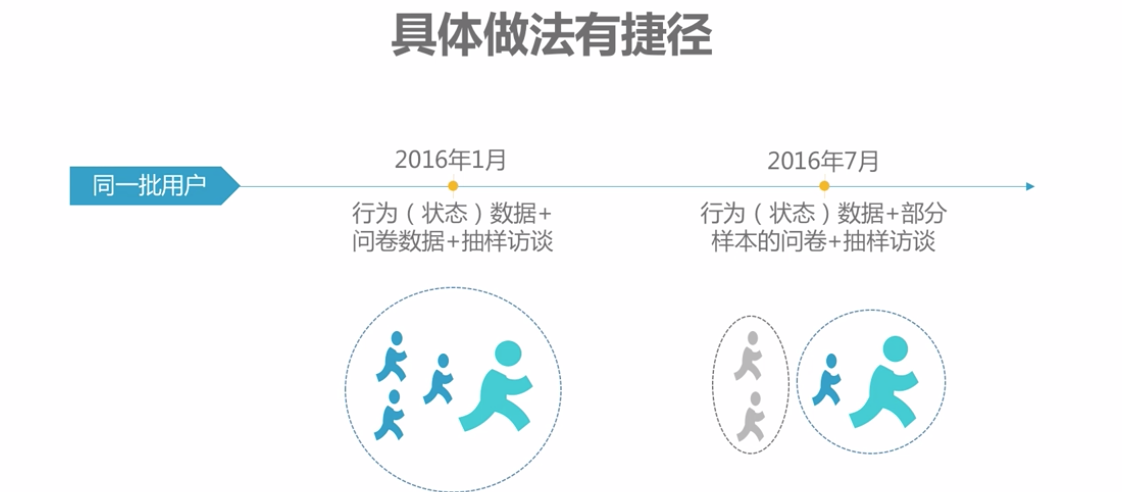 具体做法有捷径
同一批用户
2016年1月
行为（状态）数据+
问卷数据+抽样访谈
2016年7月
行为（状态）数据+部分
样本的问卷+抽样访谈